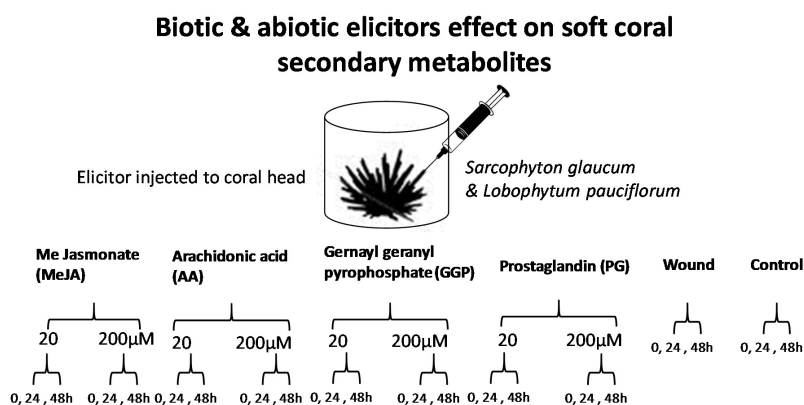 Biotic & abiotic elicitors effect on soft coral
secondary metabolites
Elicitor injected to coral head
Sarcophyton glaucum
& Lobophytum pauciflorum
Me Jasmonate
(MeJA)
Arachidonic acid
(AA)
Gernayl geranyl
pyrophosphate (GGP)
Prostaglandin (PG)
Wound
Control
20 200µM
20 200µM
20 200µM
20 200µM
0, 24 , 48h
0, 24 , 48h
0, 24 , 48h
0, 24 , 48h
0, 24 , 48h
0, 24 , 48h
0, 24 , 48h
0, 24 , 48h
0, 24 , 48h
0, 24 , 48h